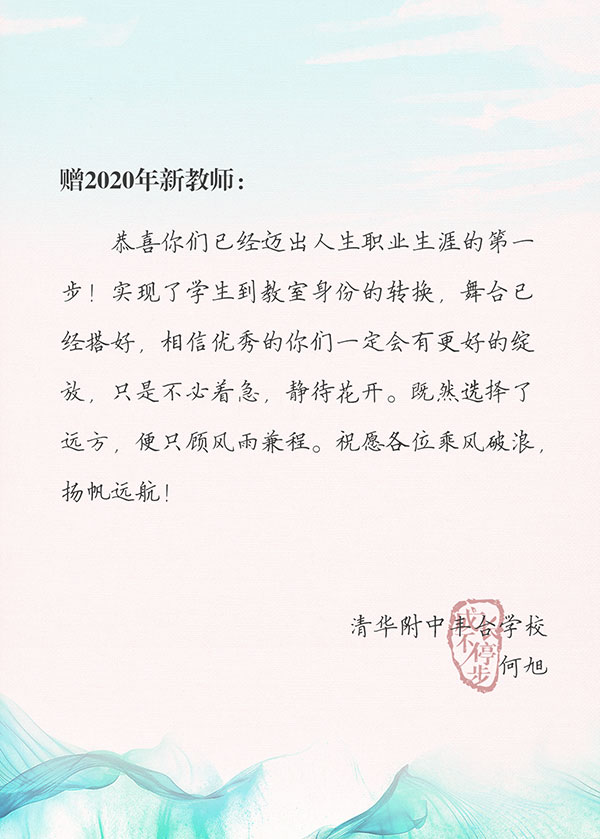 赠2020年新教师：
恭喜你们已经迈出人生职业生涯的第一
步！实现了学生到教室身份的转换，舞台已
经搭好，相信优秀的你们一定会有更好的绽
放，只是不必着急，静待花开。既然选择了
远方，便只顾风雨兼程。祝愿各位乘风破浪，
扬帆远航！
清华附中丰台学校
何旭
成长
不停步